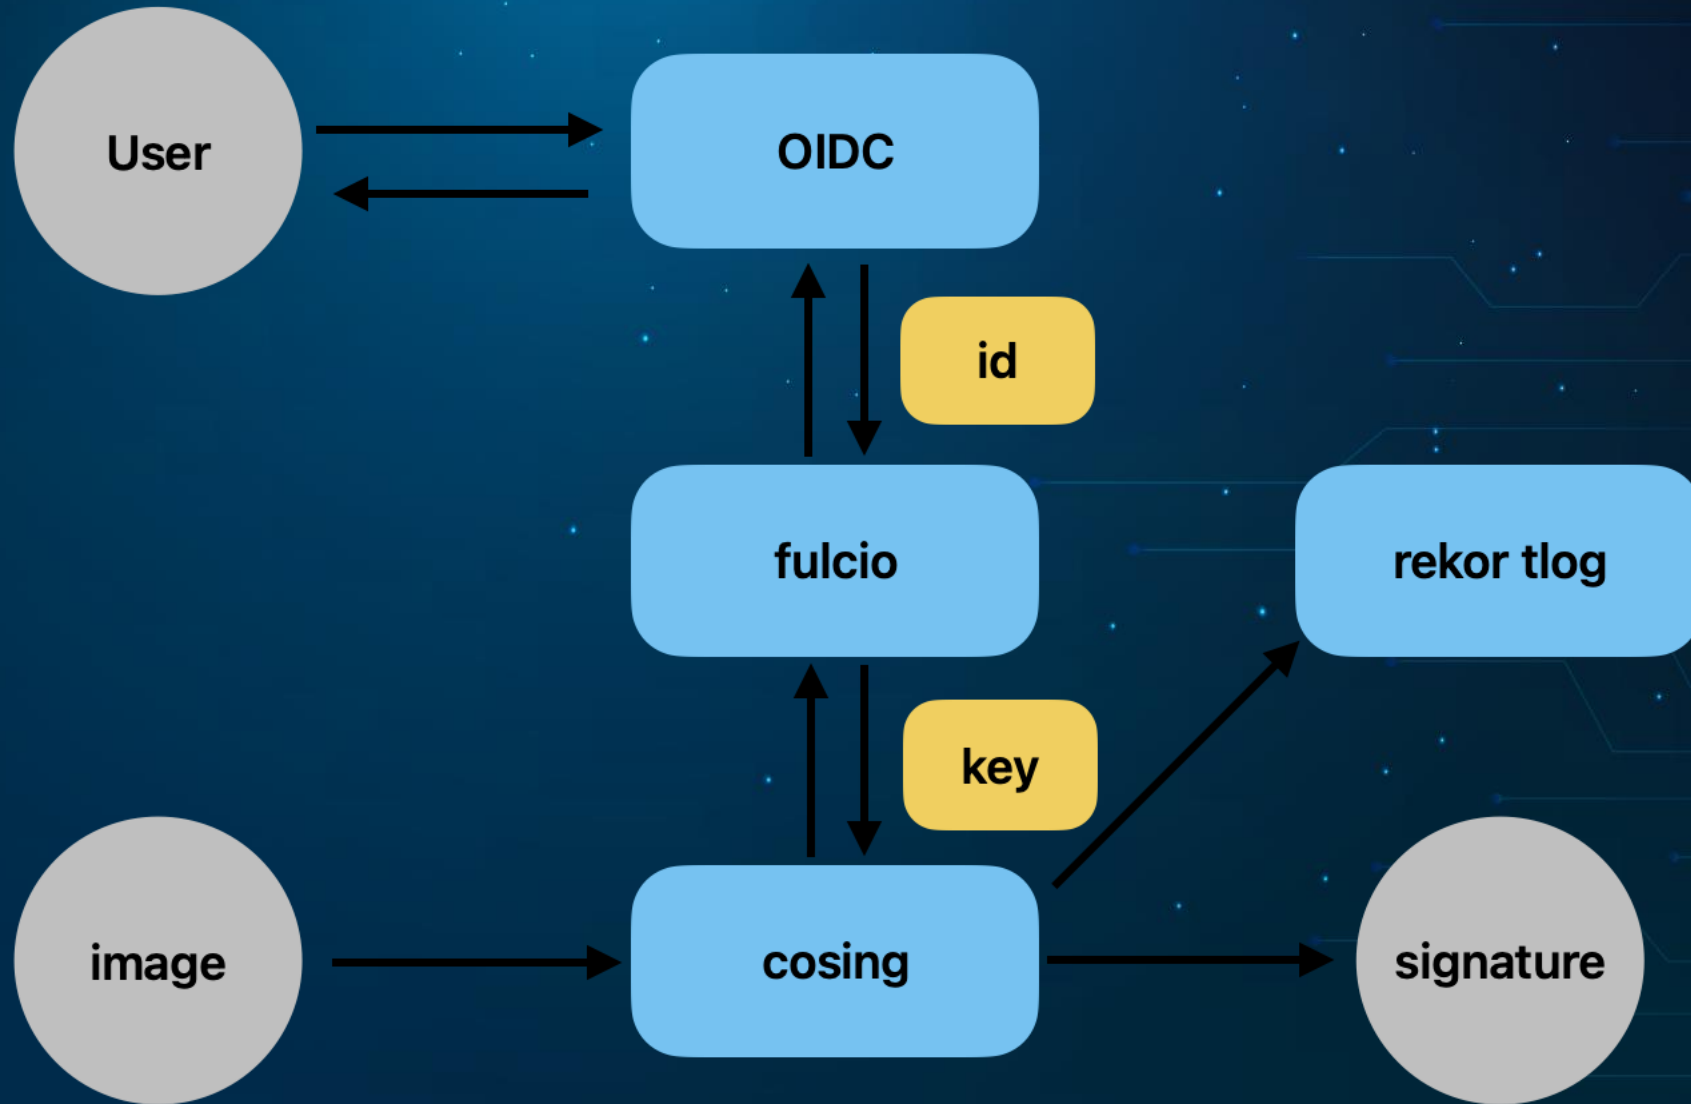 User
OIDC
id
fulcio
rekor tlog
key
image
cosing
signature